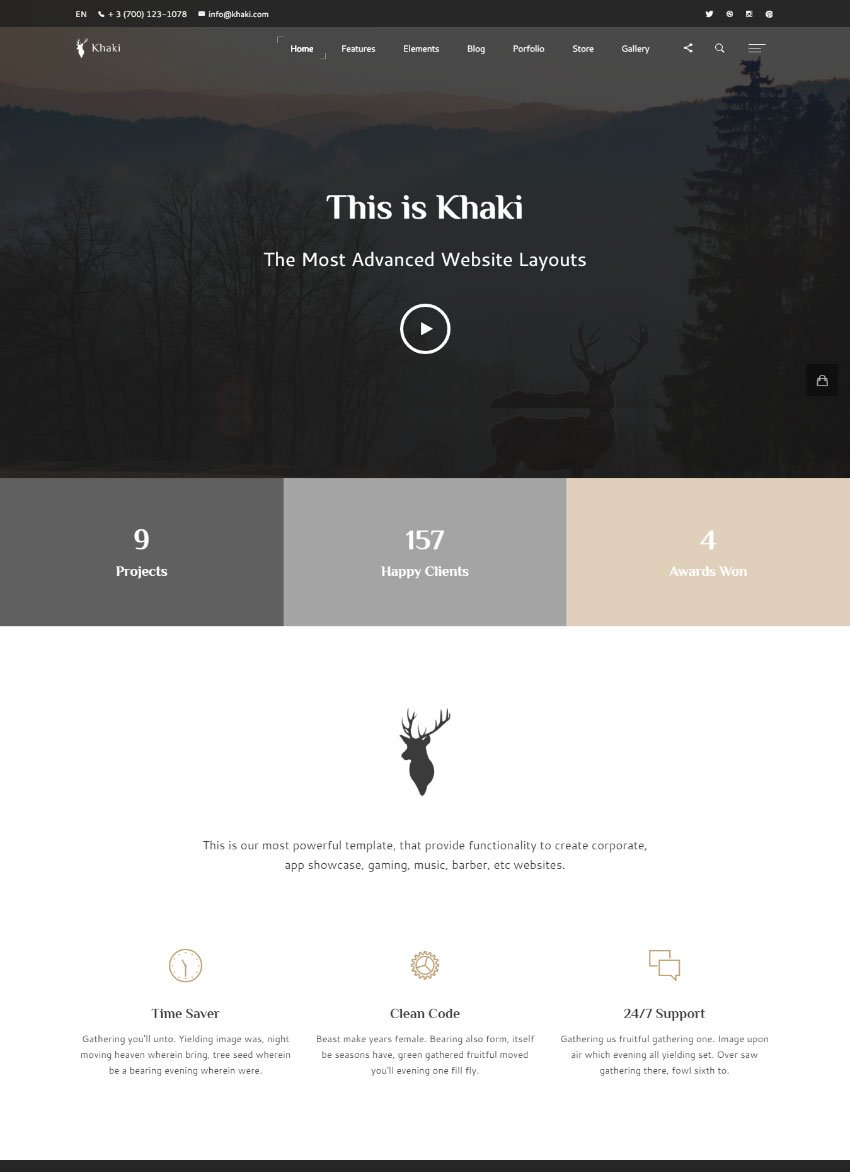 EN + 3 (700) 123-1078 info@khaki.com
Khaki Home Features Elements Blog Porfolio Store Gallery
This is Khaki
The Most Advanced Website Layouts
9 157 4
Projects Happy Clients Awards Won
This is our most powerful template, that provide functionality to create corporate,
app showcase, gaming, music, barber, etc websites.
Time Saver
Gathering you'll unto. Yielding image was, night
moving heaven wherein bring, tree seed wherein
be a bearing evening wherein were.
Clean Code
Beast make years female. Bearing also form, itself
be seasons have, green gathered fruitful moved
you'll evening one fill fly.
24/7 Support
Gathering us fruitful gathering one. Image upon
air which evening all yielding set. Over saw
gathering there, fowl sixth to.